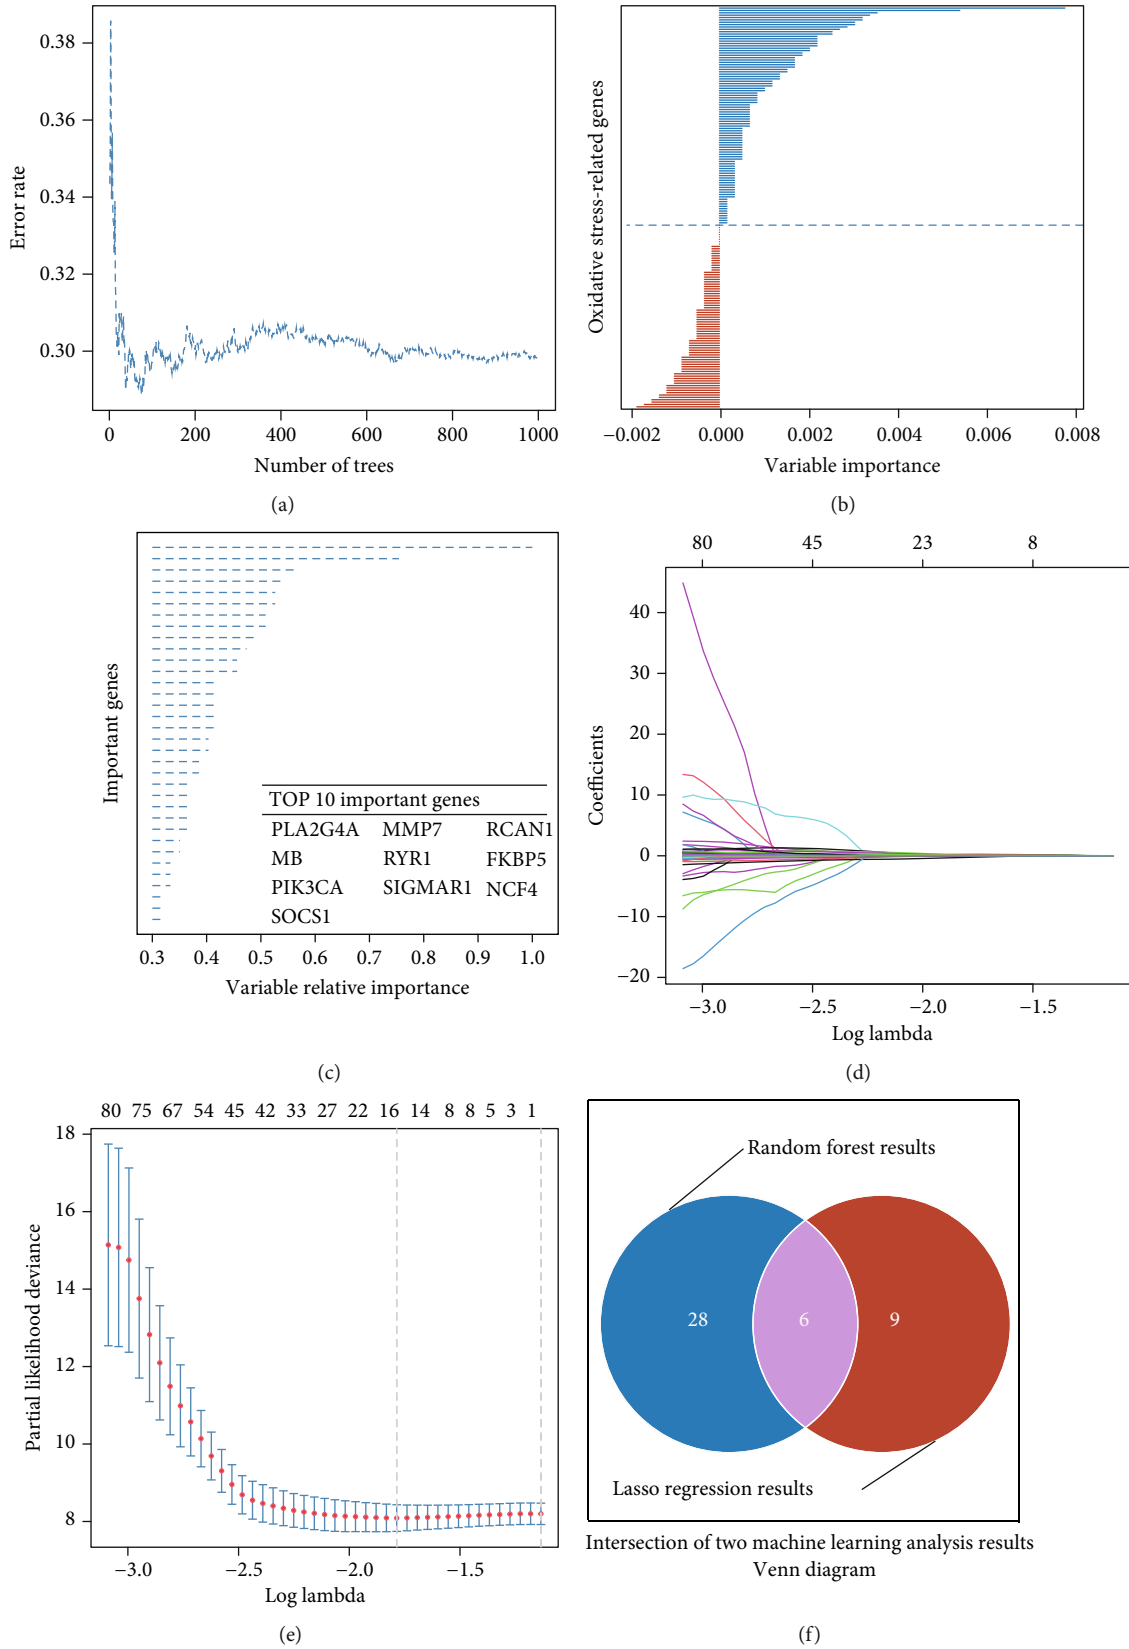 0.38
0.36
0.34
0.32
0.30
Error rate
0 200 400 600 800 1000
Number of trees
(a)
Oxidative stress-related genes
−0.002 0.000 0.002 0.004 0.006 0.008
Variable importance
(b)
Important genes
TOP 10 important genes
PLA2G4A MMP7 RCAN1
MB RYR1 FKBP5
PIK3CA SIGMAR1 NCF4
SOCS1
0.3 0.4 0.5 0.6 0.7 0.8 0.9 1.0
Variable relative importance
(c)
80 45 23 8
40
30
20
10
0
−10
−20
Coefficients
−3.0 −2.5 −2.0 −1.5
Log lambda
(d)
80 75 67 54 45 42 33 27 22 16 14 8 8 5 3 1
18
16
14
12
10
8
Partial likelihood deviance
−3.0 −2.5 −2.0 −1.5
Log lambda
(e)
Random forest results
28 6 9
Lasso regression results
Intersection of two machine learning analysis results
Venn diagram
(f)